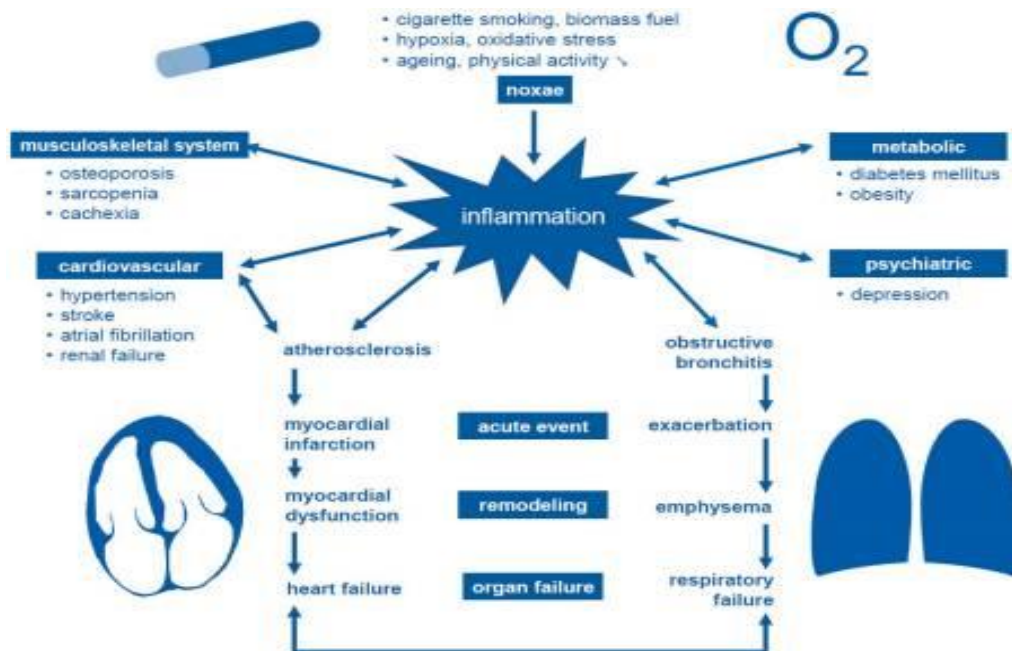 • cigarette smoking, biomass fuel
• hypoxia, oxidative stress
• ageing, physical activity ↘
O₂
noxae
musculoskeletal system
• osteoporosis
• sarcopenia
• cachexia
inflammation
metabolic
• diabetes mellitus
• obesity
cardiovascular
• hypertension
• stroke
• atrial fibrillation
• renal failure
psychiatric
• depression
atherosclerosis
obstructive
bronchitis
myocardial
infarction
acute event
exacerbation
myocardial
dysfunction
remodeling
emphysema
heart failure
organ failure
respiratory
failure